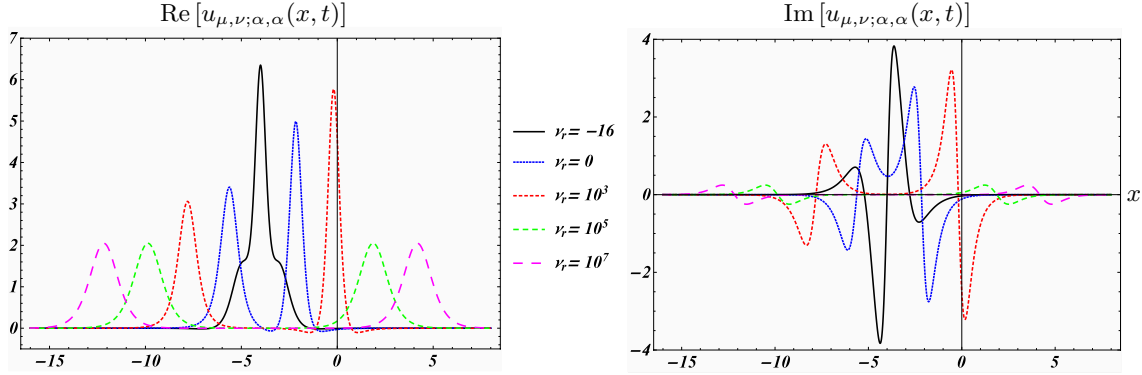 Re [u_{μ,ν;α,α}(x,t)]
Im [u_{μ,ν;α,α}(x,t)]
7
6
5
4
3
2
1
0
−15
−10
−5
0
5
ν_r = −16
ν_r = 0
ν_r = 10^3
ν_r = 10^5
ν_r = 10^7
4
2
0
−2
−4
−15
−10
−5
0
5
x